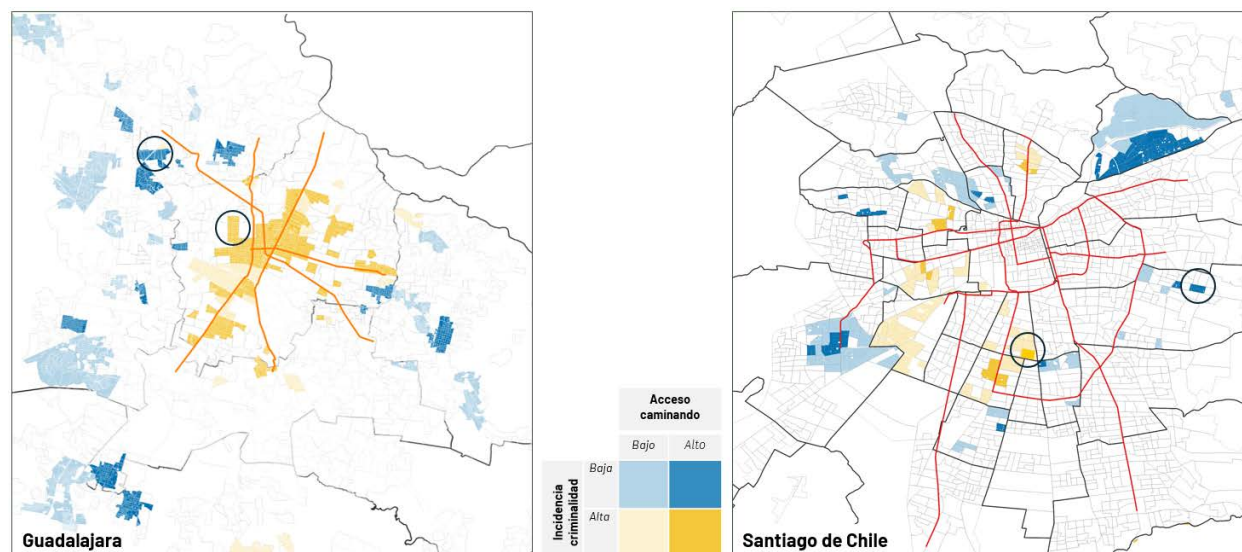 Guadalajara
Acceso
caminando
Bajo Alto
Incidencia
criminalidad
Baja
Alta
Santiago de Chile